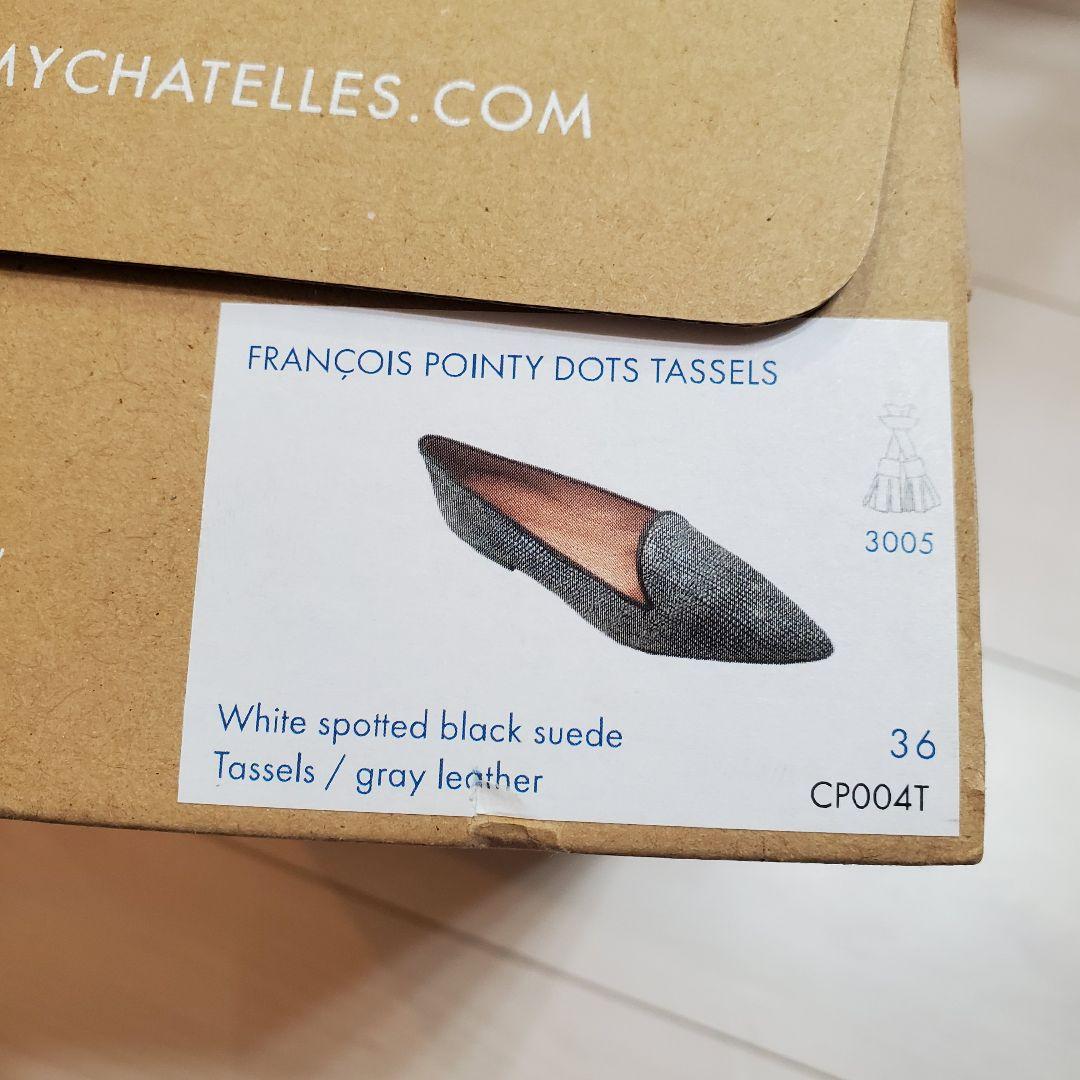 MYCHATELLES.COM
FRANÇOIS POINTY DOTS TASSELS
3005
White spotted black suede
Tassels / gray leather
36
CP004T